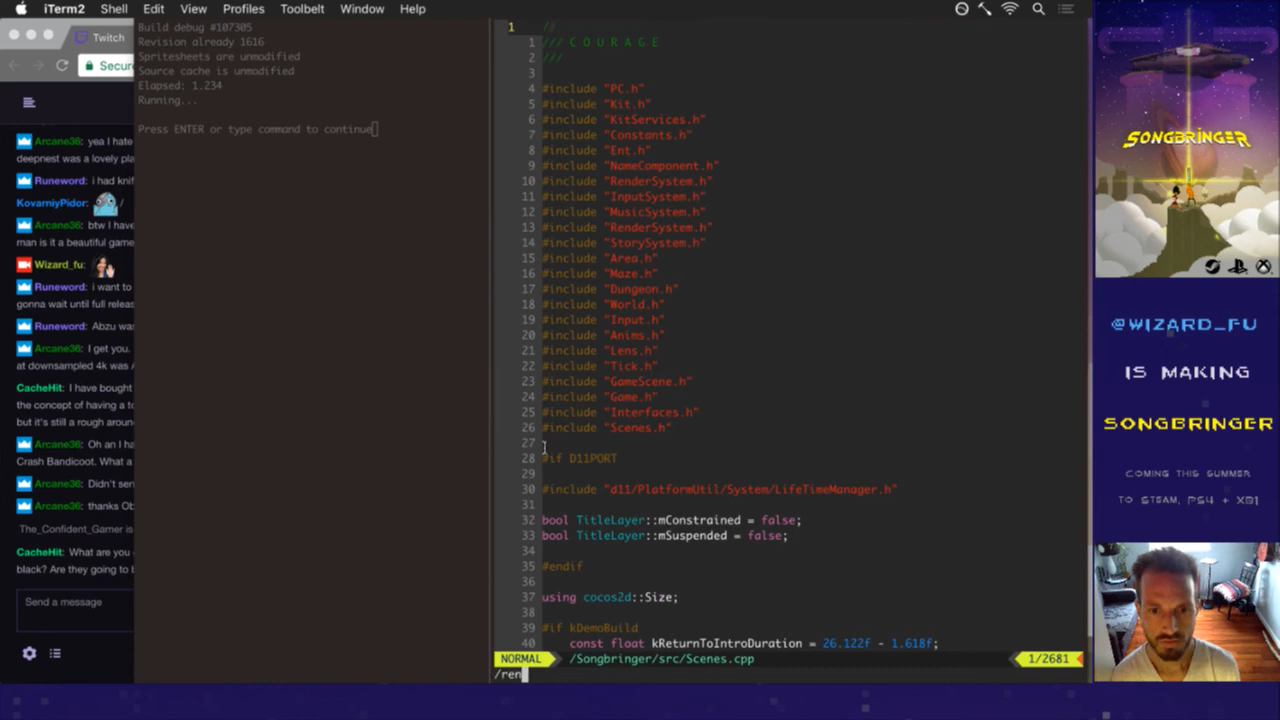 iTerm2 Shell Edit View Profiles Toolbelt Window Help
Twitch
Secure
Arcane36: yea I hate
deepnest was a lovely pla
Runeword: i had knif
KovarniyPidor: /
Arcane36: btw I have
man is it a beautiful game
Wizard_fu:
Runeword: i want to
gonna wait until full releas
Runeword: Abzu was
Arcane36: I get you.
at downsampled 4k was
CacheHit: I have bought
the concept of having a to
but it's still a rough aroun
Arcane36: Oh an I ha
Crash Bandicoot. What a
Arcane36: Didn't sen
Arcane36: thanks Ob
The_Confident_Gamer is
CacheHit: What are you
black? Are they going to b
Send a message
Build debug #107305
Revision already 1616
Spritesheets are unmodified
Source cache is unmodified
Elapsed: 1.234
Running...
Press ENTER or type command to continue
1 //
1 /// C O U R A G E
2 ///
3
4 #include "PC.h"
5 #include "Kit.h"
6 #include "KitServices.h"
7 #include "Constants.h"
8 #include "Ent.h"
9 #include "NameComponent.h"
10 #include "RenderSystem.h"
11 #include "InputSystem.h"
12 #include "MusicSystem.h"
13 #include "RenderSystem.h"
14 #include "StorySystem.h"
15 #include "Area.h"
16 #include "Maze.h"
17 #include "Dungeon.h"
18 #include "World.h"
19 #include "Input.h"
20 #include "Anims.h"
21 #include "Lens.h"
22 #include "Tick.h"
23 #include "GameScene.h"
24 #include "Game.h"
25 #include "Interfaces.h"
26 #include "Scenes.h"
27
28 #if D11PORT
29
30 #include "d11/PlatformUtil/System/LifeTimeManager.h"
31
32 bool TitleLayer::mConstrained = false;
33 bool TitleLayer::mSuspended = false;
34
35 #endif
36
37 using cocos2d::Size;
38
39 #if kDemoBuild
40 const float kReturnToIntroDuration = 26.122f - 1.618f;
NORMAL /Songbringer/src/Scenes.cpp 1/2681
/ren
SONGBRINGER
@WIZARD_FU
IS MAKING
SONGBRINGER
COMING THIS SUMMER
TO STEAM, PS4 + XB1